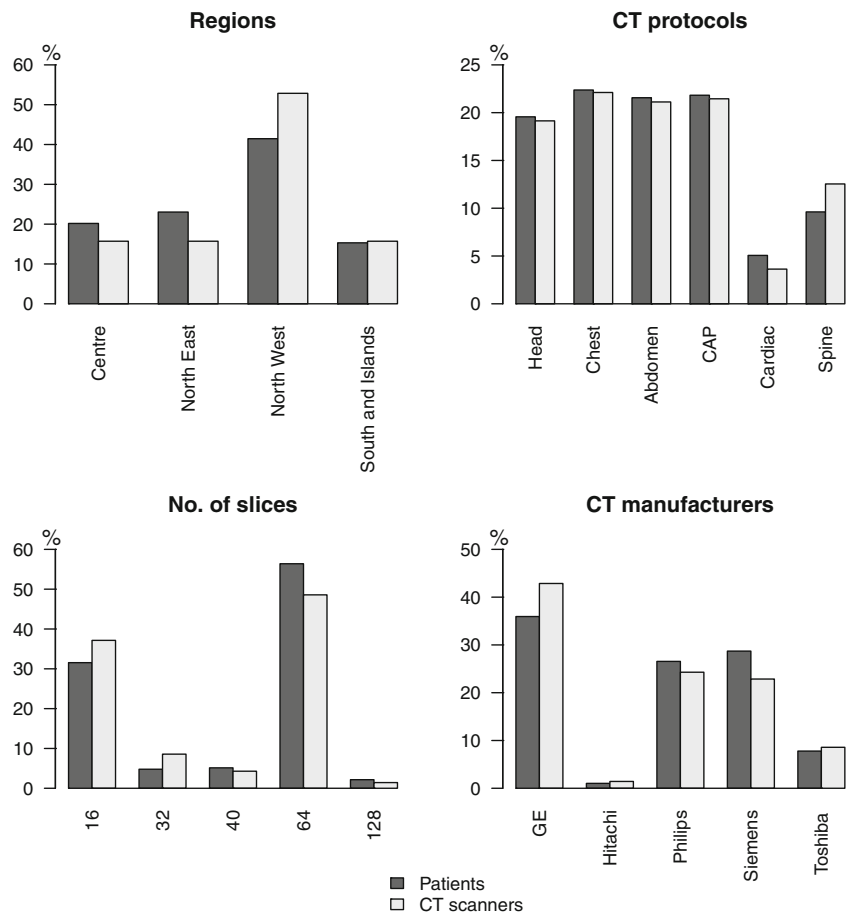 Regions
%
60
50
40
30
20
10
0
Centre
North East
North West
South and Islands
CT protocols
%
25
20
15
10
5
0
Head
Chest
Abdomen
CAP
Cardiac
Spine
No. of slices
%
60
50
40
30
20
10
0
16
32
40
64
128
CT manufacturers
%
50
40
30
20
10
0
GE
Hitachi
Philips
Siemens
Toshiba
Patients
CT scanners